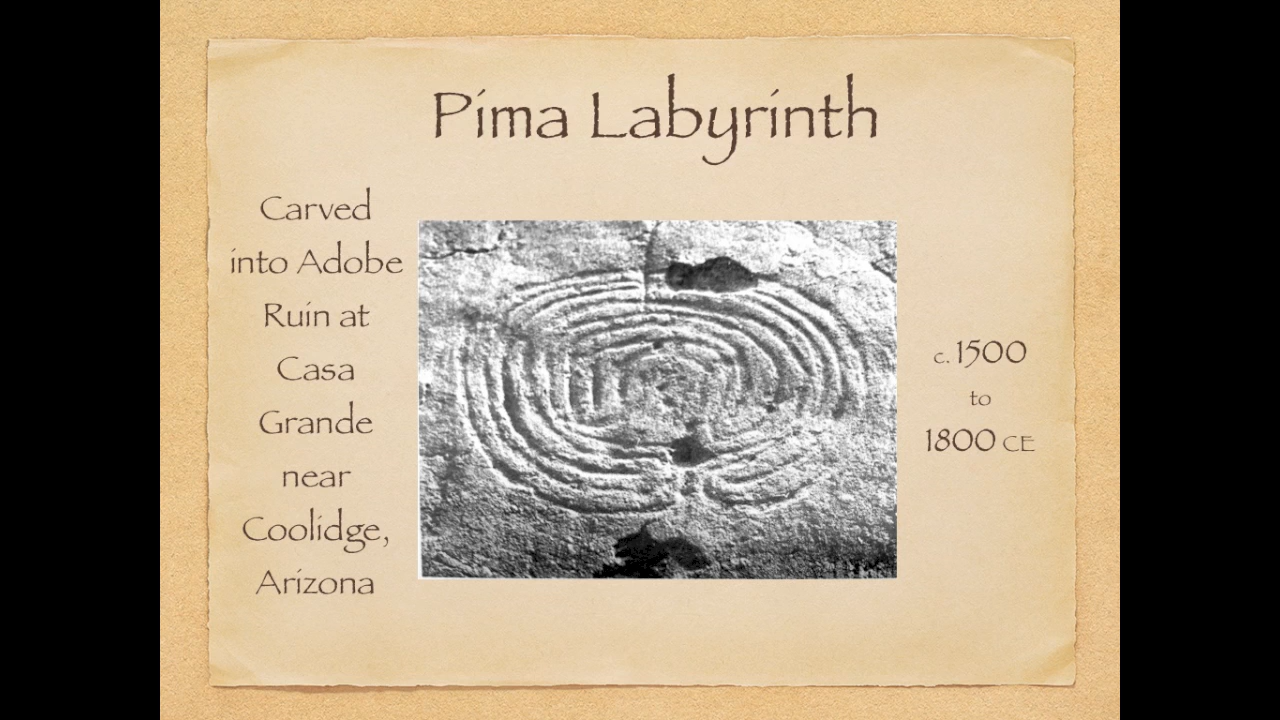 Pima Labyrinth
Carved
into Adobe
Ruin at
Casa
Grande
near
Coolidge,
Arizona
c. 1500
to
1800 CE